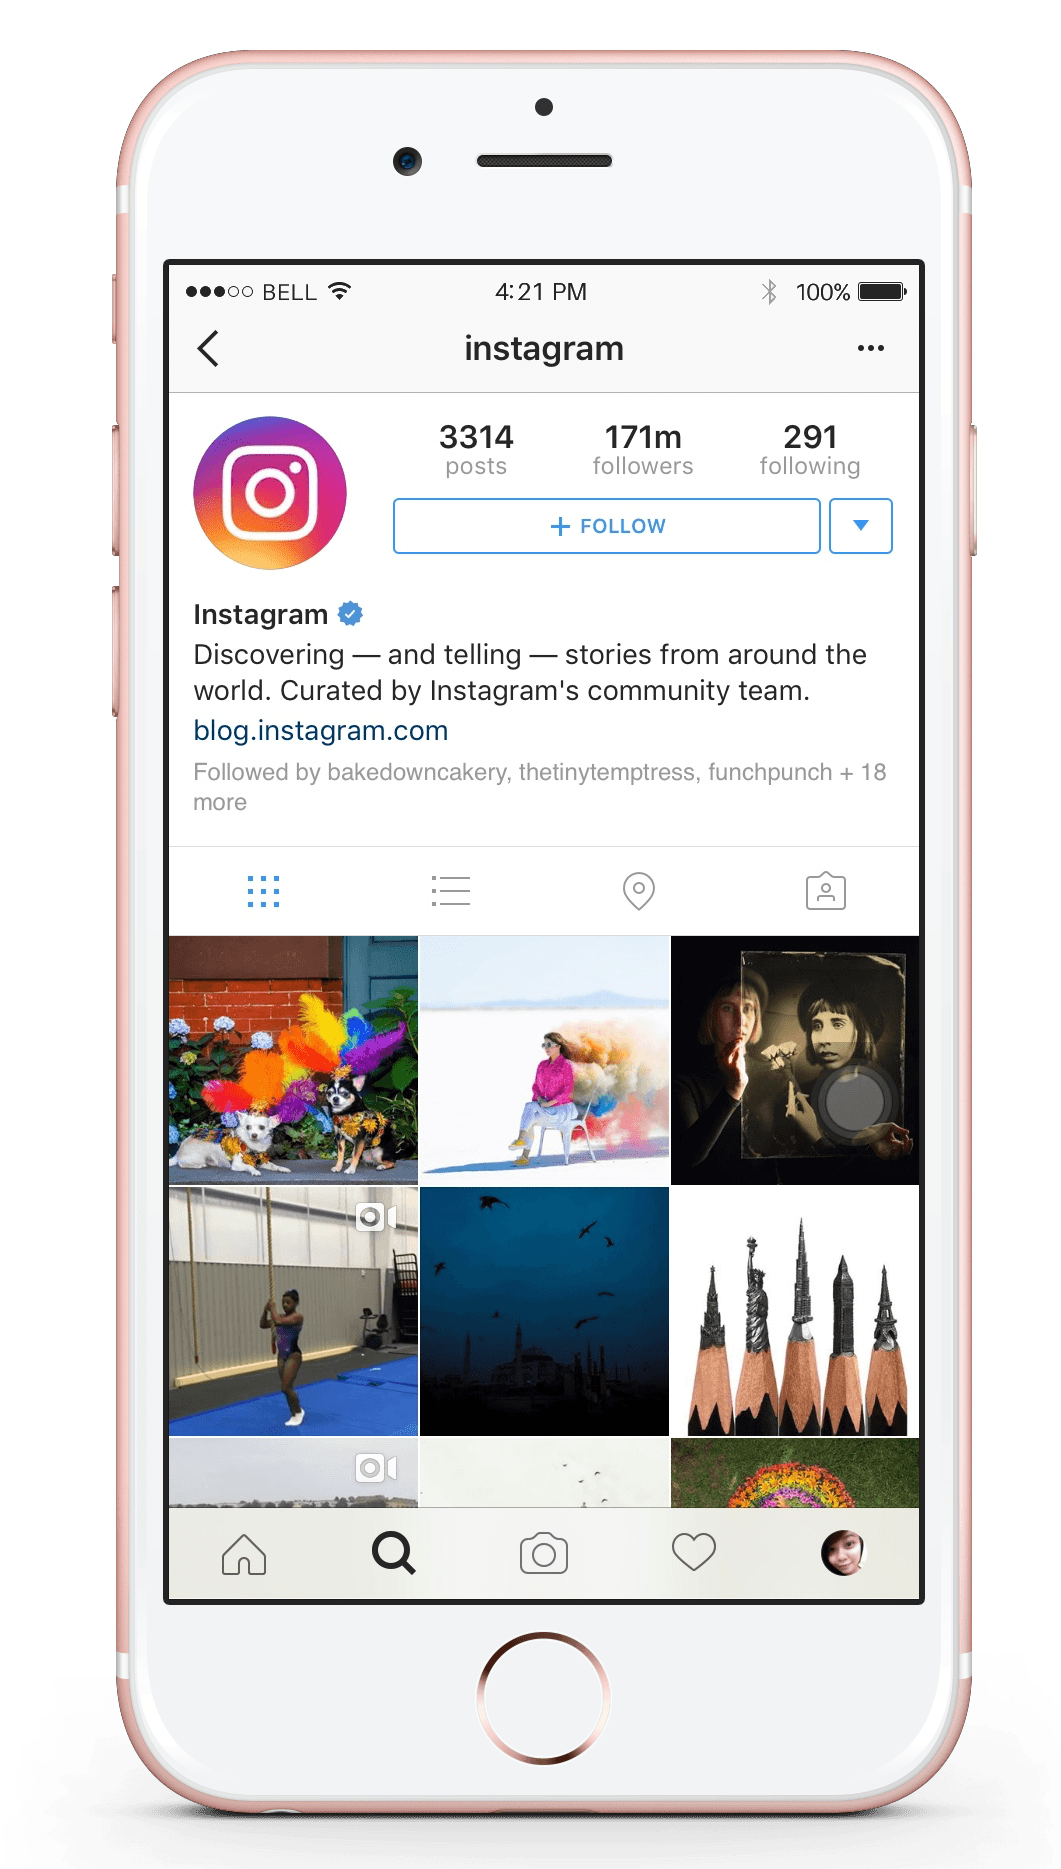 BELL
4:21 PM
100%
instagram
3314
171m
291
posts
followers
following
+ FOLLOW
Instagram
Discovering — and telling — stories from around the
world. Curated by Instagram's community team.
blog.instagram.com
Followed by bakedowncakery, thetinytemptress, funchpunch + 18
more